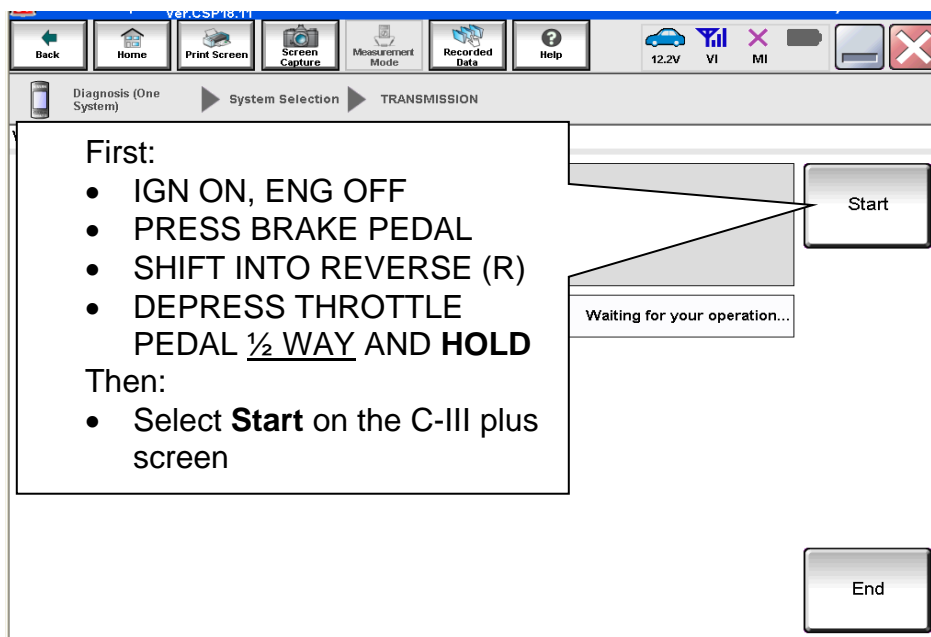 Ver.CSP18.11
Back
Home
Print Screen
Screen
Capture
Measurement
Mode
Recorded
Data
Help
12.2V
VI
MI
Diagnosis (One
System)
System Selection
TRANSMISSION
First:
• IGN ON, ENG OFF
• PRESS BRAKE PEDAL
• SHIFT INTO REVERSE (R)
• DEPRESS THROTTLE
PEDAL ½ WAY AND HOLD
Then:
• Select Start on the C-III plus
screen
Start
Waiting for your operation...
End